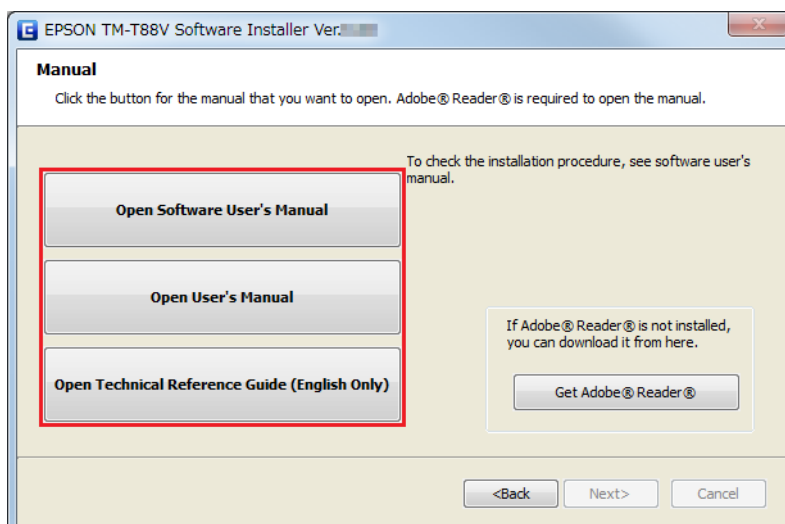 EPSON TM-T88V Software Installer Ver.
Manual
Click the button for the manual that you want to open. Adobe® Reader® is required to open the manual.
To check the installation procedure, see software user's
manual.
Open Software User's Manual
Open User's Manual
Open Technical Reference Guide (English Only)
If Adobe® Reader® is not installed,
you can download it from here.
Get Adobe® Reader®
<Back
Next>
Cancel